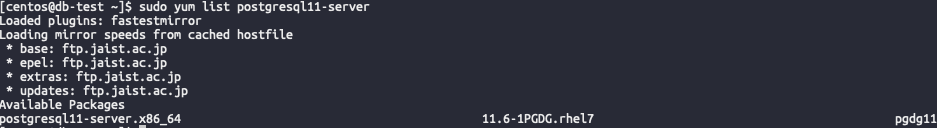 [centos@db-test ~]$ sudo yum list postgresql11-server
Loaded plugins: fastestmirror
Loading mirror speeds from cached hostfile
 * base: ftp.jaist.ac.jp
 * epel: ftp.jaist.ac.jp
 * extras: ftp.jaist.ac.jp
 * updates: ftp.jaist.ac.jp
Available Packages
postgresql11-server.x86_64 11.6-1PGDG.rhel7 pgdg11